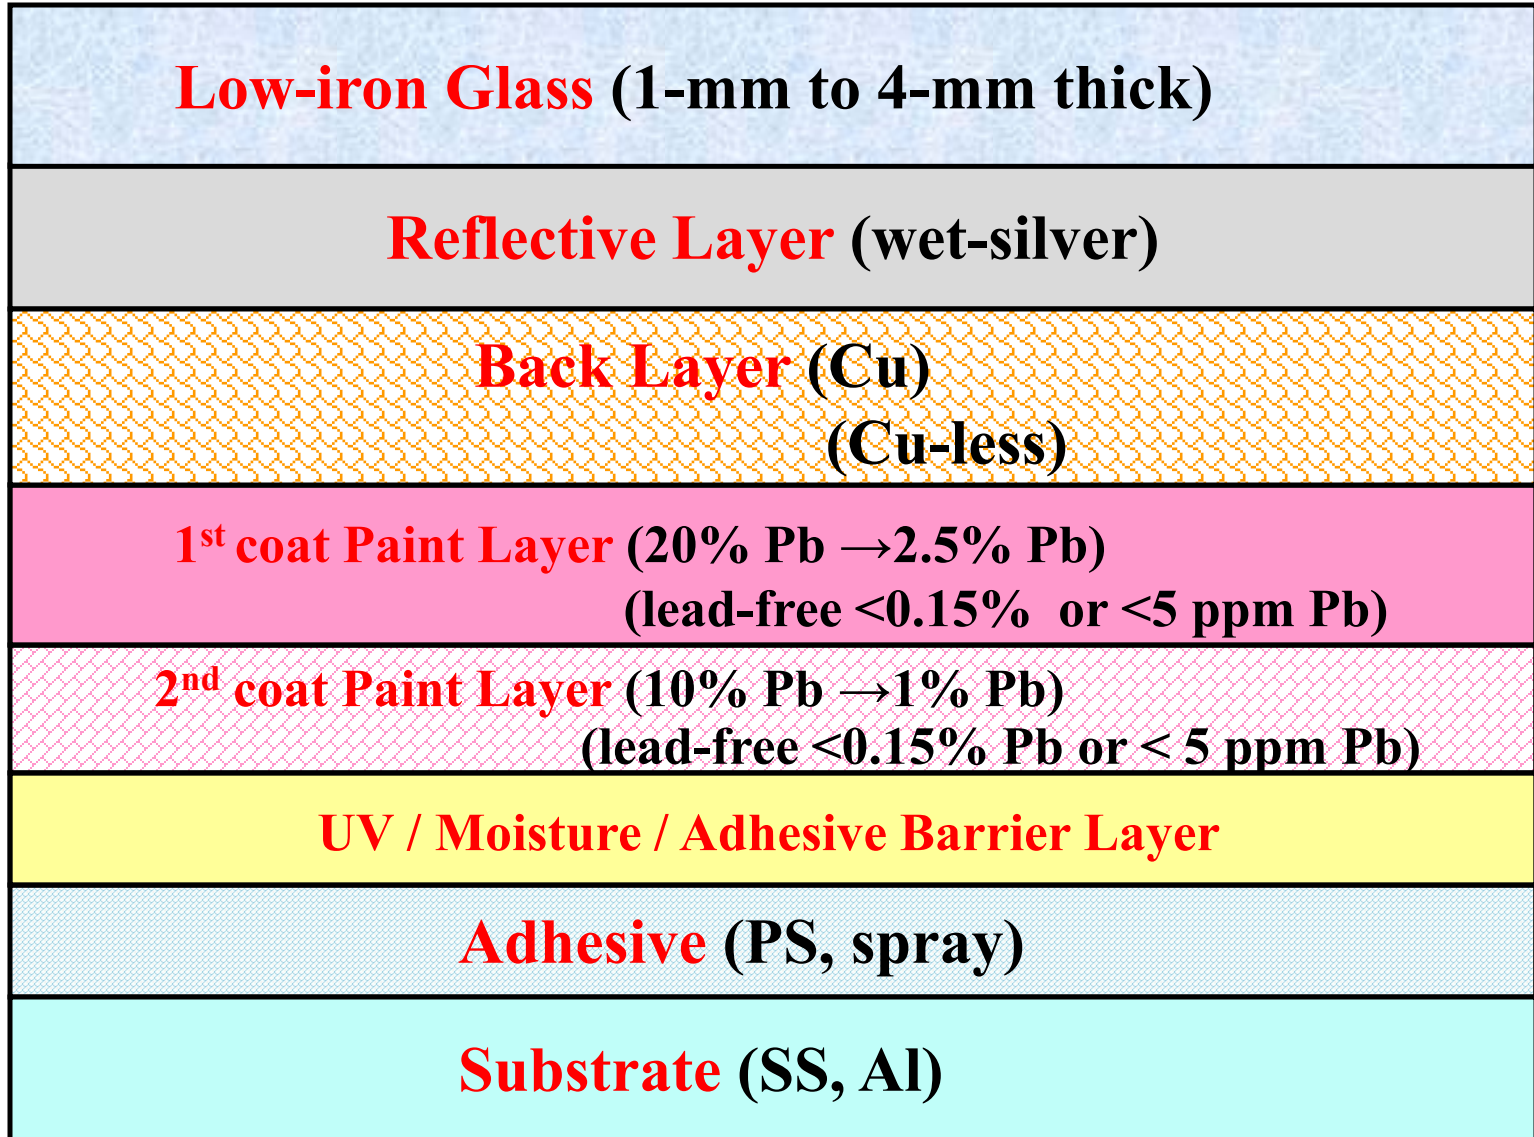 Low-iron Glass (1-mm to 4-mm thick)
Reflective Layer (wet-silver)
Back Layer (Cu)
(Cu-less)
1st coat Paint Layer (20% Pb →2.5% Pb)
(lead-free <0.15% or <5 ppm Pb)
2nd coat Paint Layer (10% Pb →1% Pb)
(lead-free <0.15% Pb or < 5 ppm Pb)
UV / Moisture / Adhesive Barrier Layer
Adhesive (PS, spray)
Substrate (SS, Al)